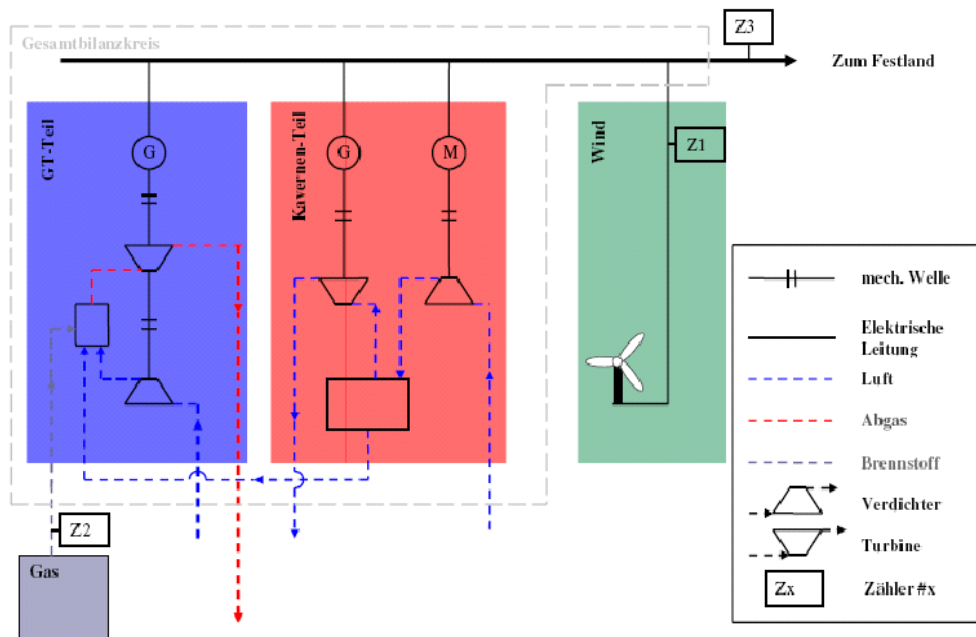 Z3
Gesamtbilanzkreis
Zum Festland
GT-Teil
Kavernen-Teil
Wind
G
G
M
Z1
mech. Welle
Elektrische
Leitung
Luft
Abgas
Brennstoff
Verdichter
Turbine
Zx
Zähler #x
Z2
Gas